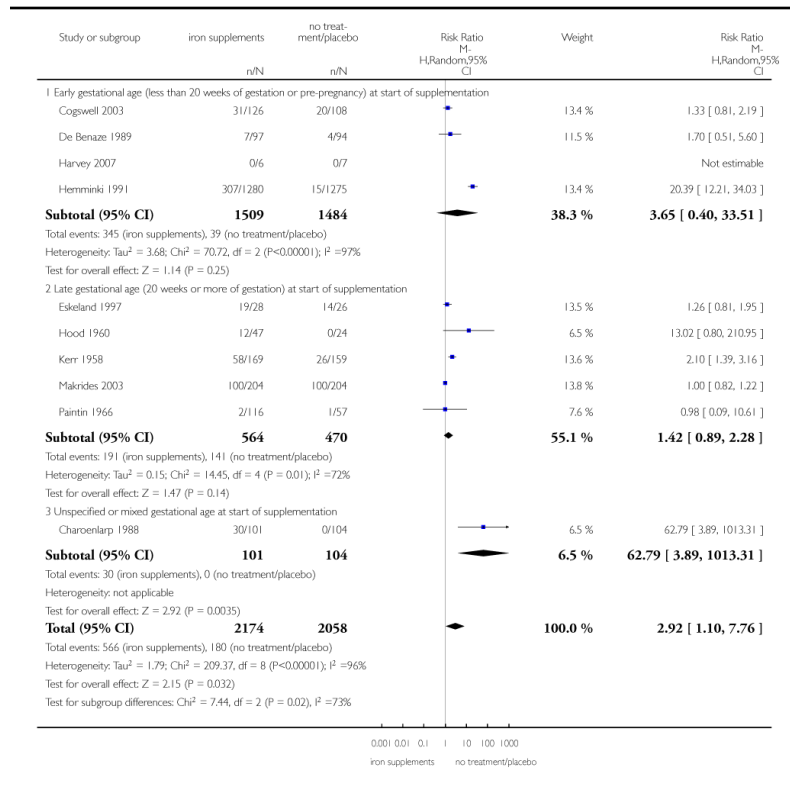 Study or subgroup iron supplements no treat-ment/placebo Risk Ratio Weight Risk Ratio
M-H,Random,95% CI M-H,Random,95% CI
n/N n/N
1 Early gestational age (less than 20 weeks of gestation or pre-pregnancy) at start of supplementation
Cogswell 2003 31/126 20/108 13.4 % 1.33 [ 0.81, 2.19 ]
De Benaze 1989 7/97 4/94 11.5 % 1.70 [ 0.51, 5.60 ]
Harvey 2007 0/6 0/7 Not estimable
Hemminki 1991 307/1280 15/1275 13.4 % 20.39 [ 12.21, 34.03 ]
Subtotal (95% CI) 1509 1484 38.3 % 3.65 [ 0.40, 33.51 ]
Total events: 345 (iron supplements), 39 (no treatment/placebo)
Heterogeneity: Tau² = 3.68; Chi² = 70.72, df = 2 (P<0.00001); I² =97%
Test for overall effect: Z = 1.14 (P = 0.25)
2 Late gestational age (20 weeks or more of gestation) at start of supplementation
Eskeland 1997 19/28 14/26 13.5 % 1.26 [ 0.81, 1.95 ]
Hood 1960 12/47 0/24 6.5 % 13.02 [ 0.80, 210.95 ]
Kerr 1958 58/169 26/159 13.6 % 2.10 [ 1.39, 3.16 ]
Makrides 2003 100/204 100/204 13.8 % 1.00 [ 0.82, 1.22 ]
Paintin 1966 2/116 1/57 7.6 % 0.98 [ 0.09, 10.61 ]
Subtotal (95% CI) 564 470 55.1 % 1.42 [ 0.89, 2.28 ]
Total events: 191 (iron supplements), 141 (no treatment/placebo)
Heterogeneity: Tau² = 0.15; Chi² = 14.45, df = 4 (P = 0.01); I² =72%
Test for overall effect: Z = 1.47 (P = 0.14)
3 Unspecified or mixed gestational age at start of supplementation
Charoenlarp 1988 30/101 0/104 6.5 % 62.79 [ 3.89, 1013.31 ]
Subtotal (95% CI) 101 104 6.5 % 62.79 [ 3.89, 1013.31 ]
Total events: 30 (iron supplements), 0 (no treatment/placebo)
Heterogeneity: not applicable
Test for overall effect: Z = 2.92 (P = 0.0035)
Total (95% CI) 2174 2058 100.0 % 2.92 [ 1.10, 7.76 ]
Total events: 566 (iron supplements), 180 (no treatment/placebo)
Heterogeneity: Tau² = 1.79; Chi² = 209.37, df = 8 (P<0.00001); I² =96%
Test for overall effect: Z = 2.15 (P = 0.032)
Test for subgroup differences: Chi² = 7.44, df = 2 (P = 0.02), I² =73%
0.001 0.01 0.1 1 10 100 1000
iron supplements no treatment/placebo